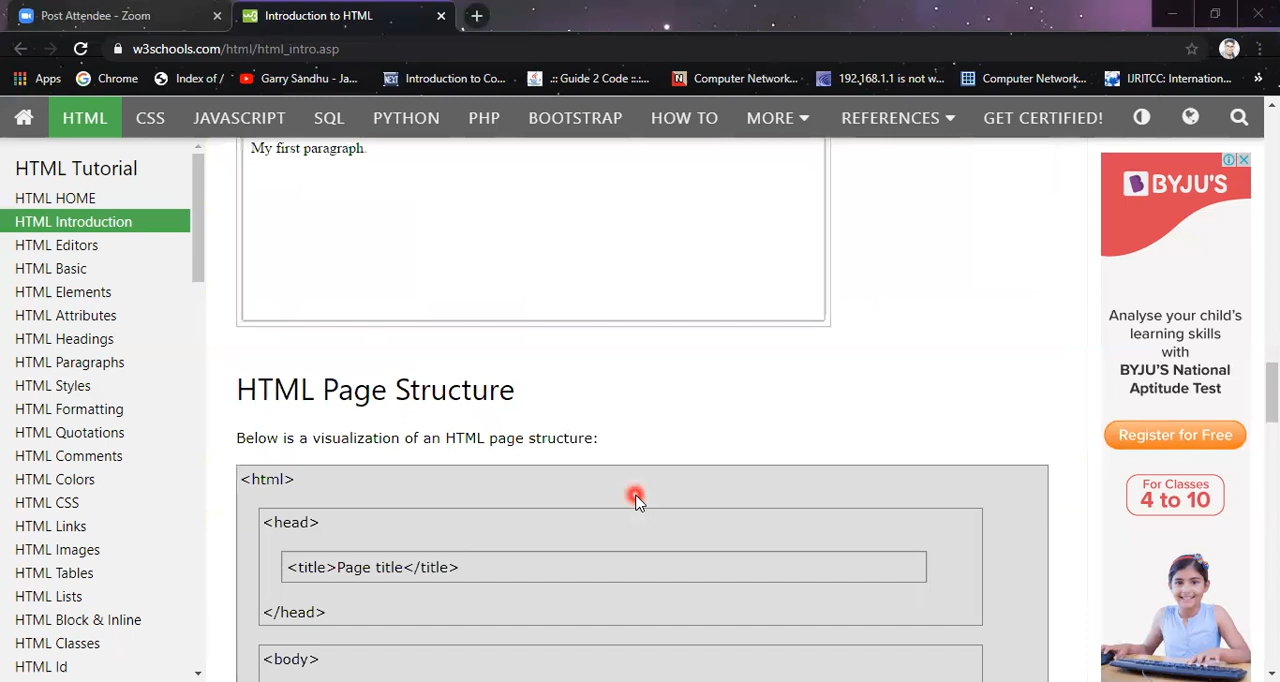 Post Attendee - Zoom
Introduction to HTML
w3schools.com/html/html_intro.asp
Apps
Chrome
Index of /
Garry Sandhu - Ja...
Introduction to Co...
.:: Guide 2 Code ::.:...
Computer Network...
192.168.1.1 is not w...
Computer Network...
IJRITCC: Internation...
HTML
CSS
JAVASCRIPT
SQL
PYTHON
PHP
BOOTSTRAP
HOW TO
MORE
REFERENCES
GET CERTIFIED!
HTML Tutorial
HTML HOME
HTML Introduction
HTML Editors
HTML Basic
HTML Elements
HTML Attributes
HTML Headings
HTML Paragraphs
HTML Styles
HTML Formatting
HTML Quotations
HTML Comments
HTML Colors
HTML CSS
HTML Links
HTML Images
HTML Tables
HTML Lists
HTML Block & Inline
HTML Classes
HTML Id
My first paragraph.
HTML Page Structure
Below is a visualization of an HTML page structure:
<html>
<head>
<title>Page title</title>
</head>
<body>
BYJU'S
Analyse your child's
learning skills
with
BYJU'S National
Aptitude Test
Register for Free
For Classes
4 to 10